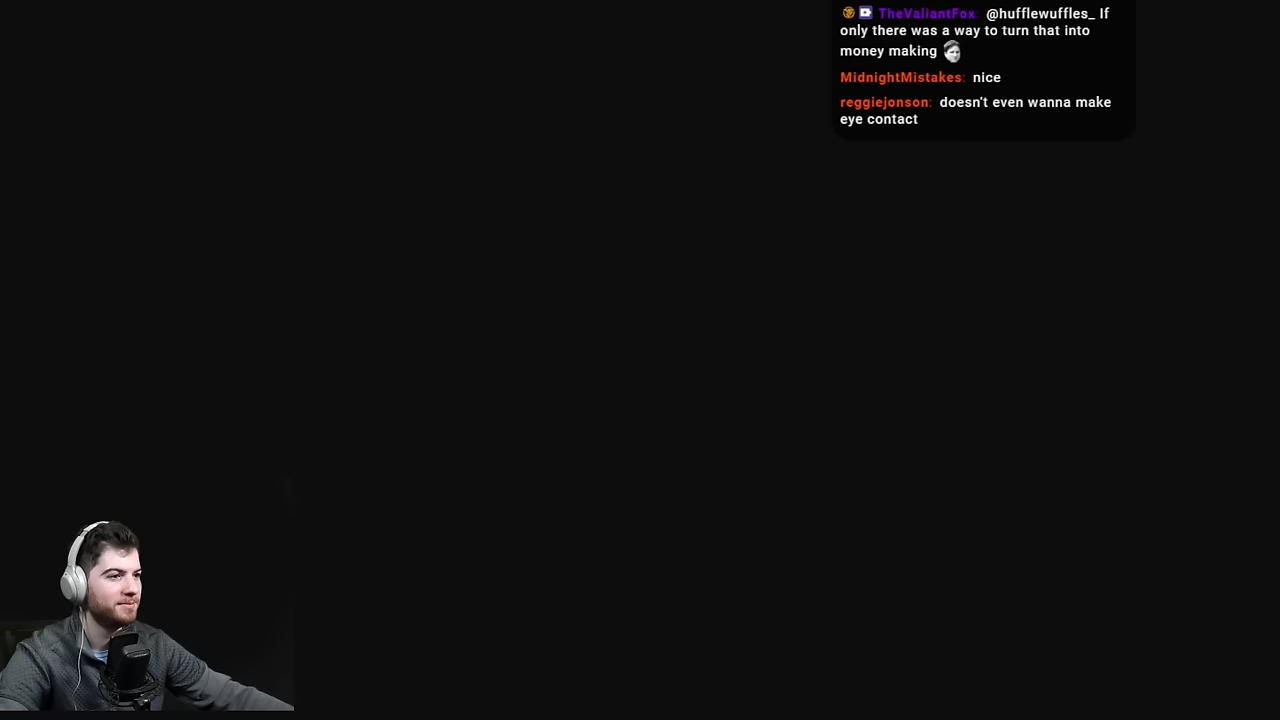 TheValiantFox: @hufflewuffles_ If
only there was a way to turn that into
money making
MidnightMistakes: nice
reggiejonson: doesn't even wanna make
eye contact